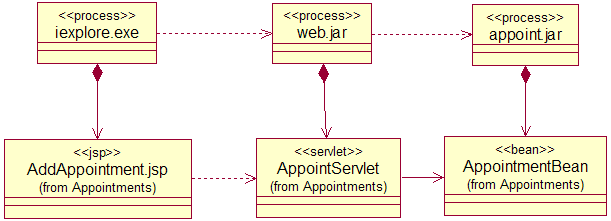 <<process>>
iexplore.exe
<<process>>
web.jar
<<process>>
appoint.jar
<<jsp>>
AddAppointment.jsp
(from Appointments)
<<servlet>>
AppointServlet
(from Appointments)
<<bean>>
AppointmentBean
(from Appointments)